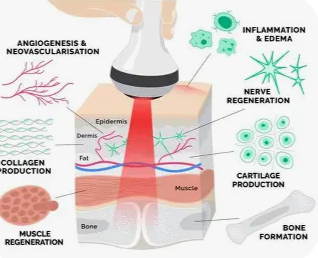 ANGIOGENESIS &
NEOVASCULARISATION
INFLAMMATION
& EDEMA
NERVE
REGENERATION
Epidermis
Dermis
Fat
COLLAGEN
PRODUCTION
CARTILAGE
PRODUCTION
Muscle
MUSCLE
REGENERATION
Bone
BONE
FORMATION